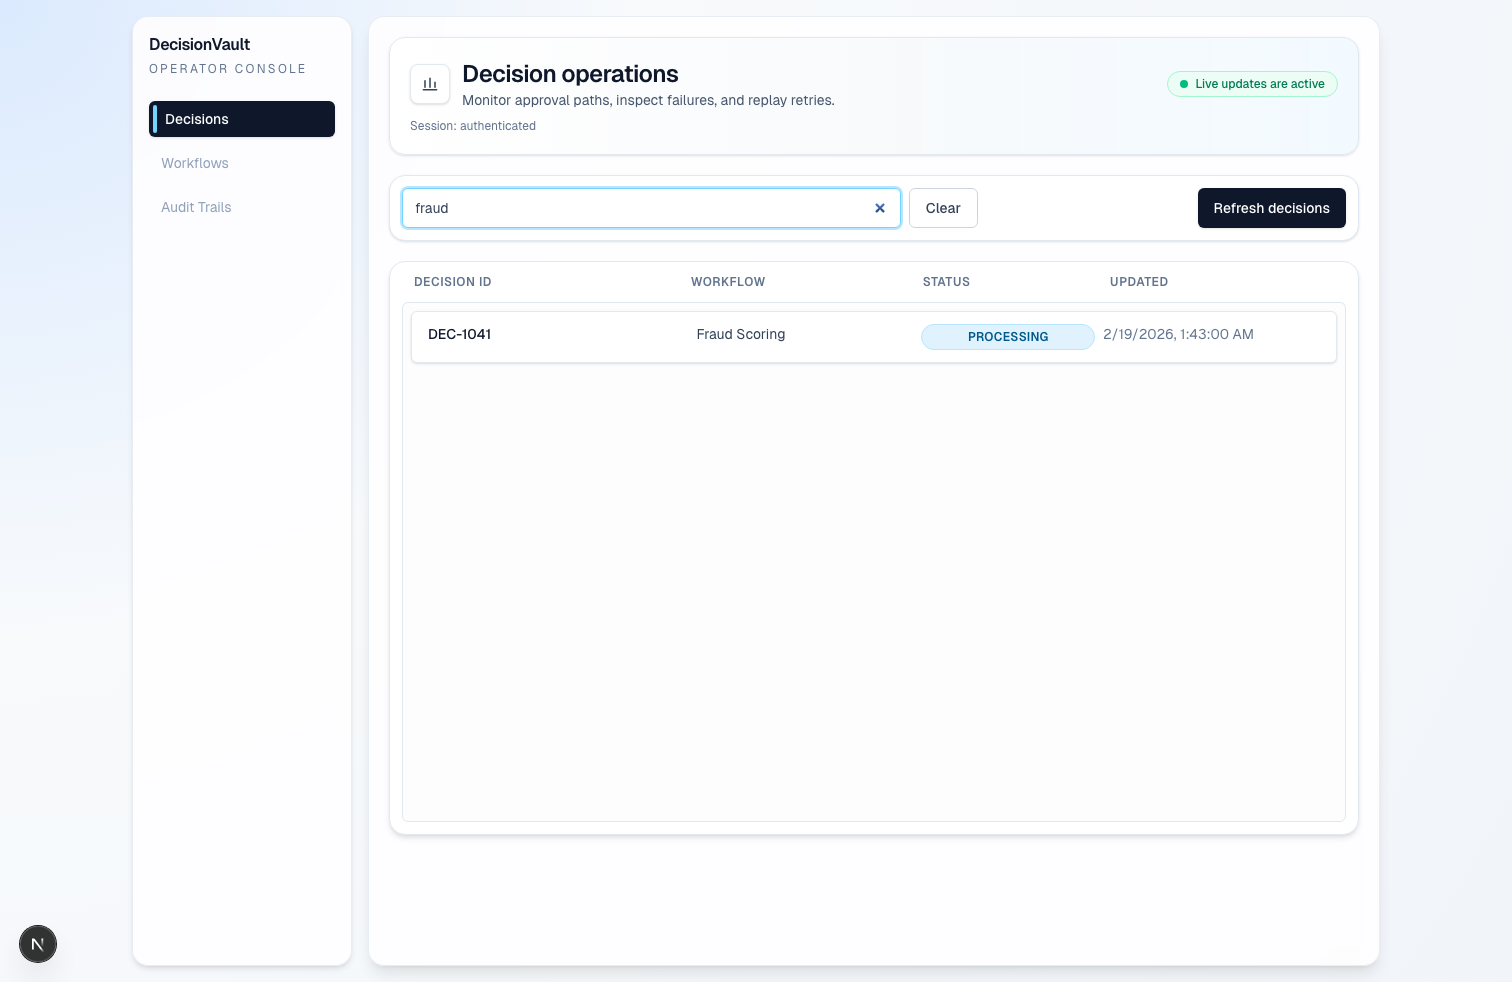 DecisionVault
OPERATOR CONSOLE
Decisions
Workflows
Audit Trails
Decision operations
Monitor approval paths, inspect failures, and replay retries.
Session: authenticated
Live updates are active
fraud
Clear
Refresh decisions
DECISION ID WORKFLOW STATUS UPDATED
DEC-1041 Fraud Scoring PROCESSING 2/19/2026, 1:43:00 AM
N